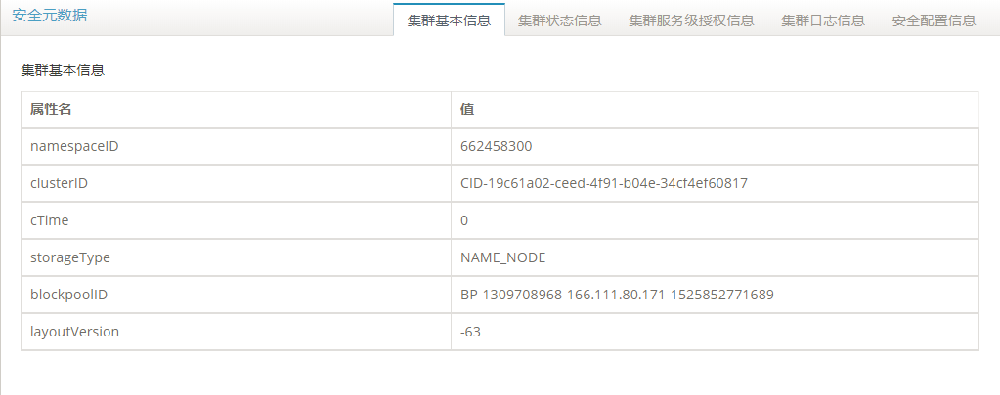 安全元数据
集群基本信息 集群状态信息 集群服务级授权信息 集群日志信息 安全配置信息
集群基本信息
属性名 值
namespaceID 662458300
clusterID CID-19c61a02-ceed-4f91-b04e-34cf4ef60817
cTime 0
storageType NAME_NODE
blockpoolID BP-1309708968-166.111.80.171-1525852771689
layoutVersion -63